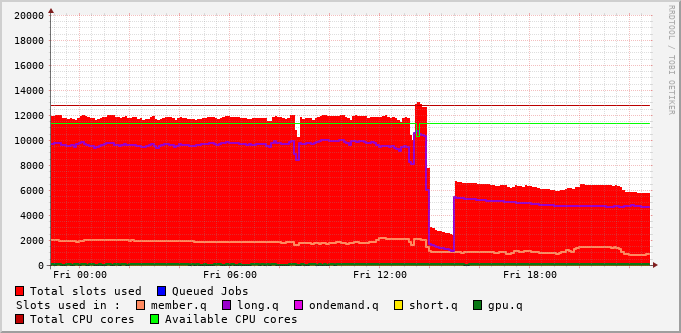 RRDTOOL / TOBI OETIKER
20000
18000
16000
14000
12000
10000
8000
6000
4000
2000
0
Fri 00:00 Fri 06:00 Fri 12:00 Fri 18:00
Total slots used Queued Jobs
Slots used in : member.q long.q ondemand.q short.q gpu.q
Total CPU cores Available CPU cores